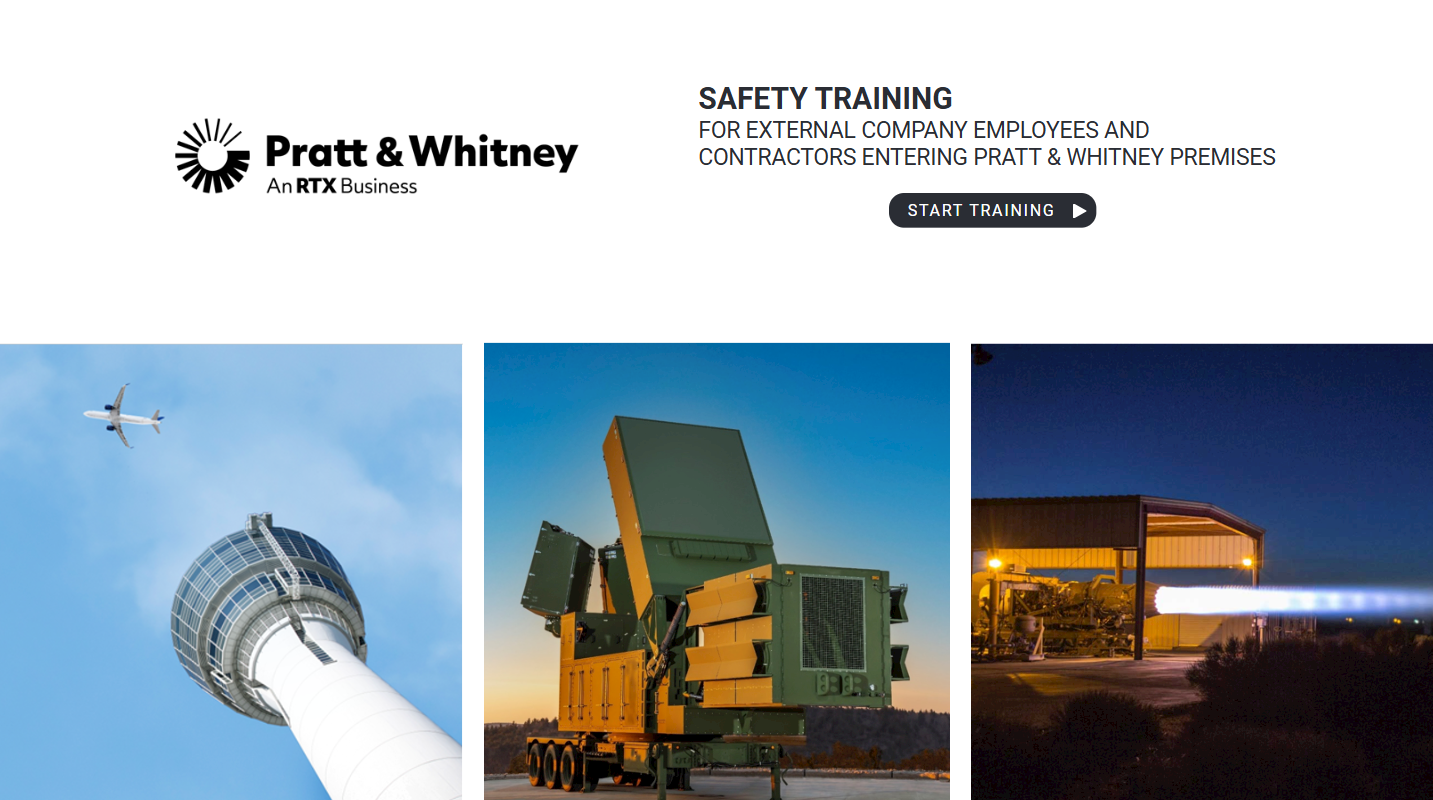 Pratt & Whitney
An RTX Business
SAFETY TRAINING
FOR EXTERNAL COMPANY EMPLOYEES AND
CONTRACTORS ENTERING PRATT & WHITNEY PREMISES
START TRAINING